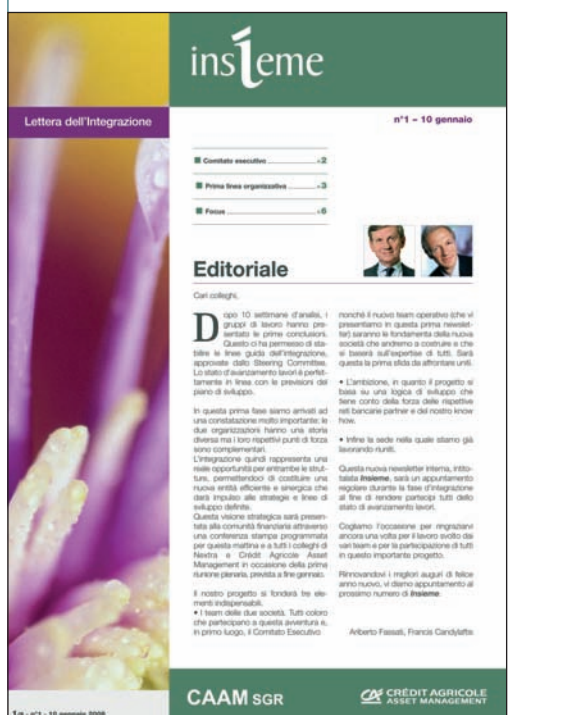 insieme
Lettera dell'Integrazione
n°1 – 10 gennaio
Comitato esecutivo 2
Prima linea organizzativa 3
Focus 6
Editoriale
Cari colleghi,
Dopo 10 settimane d'analisi, i
gruppi di lavoro hanno pre-
sentato le prime conclusioni.
Questo ci ha permesso di sta-
bilire le linee guida dell'integrazione,
approvate dallo Steering Committee.
Lo stato d'avanzamento lavori è perfet-
tamente in linea con le previsioni del
piano di sviluppo.
In questa prima fase siamo arrivati ad
una constatazione molto importante: le
due organizzazioni hanno una storia
diversa ma i loro rispettivi punti di forza
sono complementari.
L'integrazione quindi rappresenta una
reale opportunità per entrambe le strut-
ture, permettendoci di costituire una
nuova entità efficiente e sinergica che
darà impulso alle strategie e linee di
sviluppo definite.
Questa visione strategica sarà presen-
tata alla comunità finanziaria attraverso
una conferenza stampa programmata
per questa mattina e a tutti i colleghi di
Nextra e Crédit Agricole Asset
Management in occasione della prima
riunione plenaria, prevista a fine gennaio.
Il nostro progetto si fonderà tre ele-
menti indispensabili.
• I team delle due società. Tutti coloro
che partecipano a questa avventura e,
in primo luogo, il Comitato Esecutivo
nonché il nuovo team operativo (che vi
presentiamo in questa prima newslet-
ter) saranno le fondamenta della nuova
società che andremo a costruire e che
si baserà sull'expertise di tutti. Sarà
questa la prima sfida da affrontare uniti.
• L'ambizione, in quanto il progetto si
basa su una logica di sviluppo che
tiene conto della forza delle rispettive
reti bancarie partner e del nostro know
how.
• Infine la sede nella quale stiamo già
lavorando riuniti.
Questa nuova newsletter interna, intito-
lata Insieme, sarà un appuntamento
regolare durante la fase d'integrazione
al fine di rendere partecipi tutti dello
stato di avanzamento lavori.
Cogliamo l'occasione per ringraziarvi
ancora una volta per il lavoro svolto dai
vari team e per la partecipazione di tutti
in questo importante progetto.
Rinnovandovi i migliori auguri di felice
anno nuovo, vi diamo appuntamento al
prossimo numero di Insieme.
Ariberto Fassati, Francis Candylaftis
CAAM SGR
CA CRÉDIT AGRICOLE
ASSET MANAGEMENT
n°1 - 10 gennaio 2006